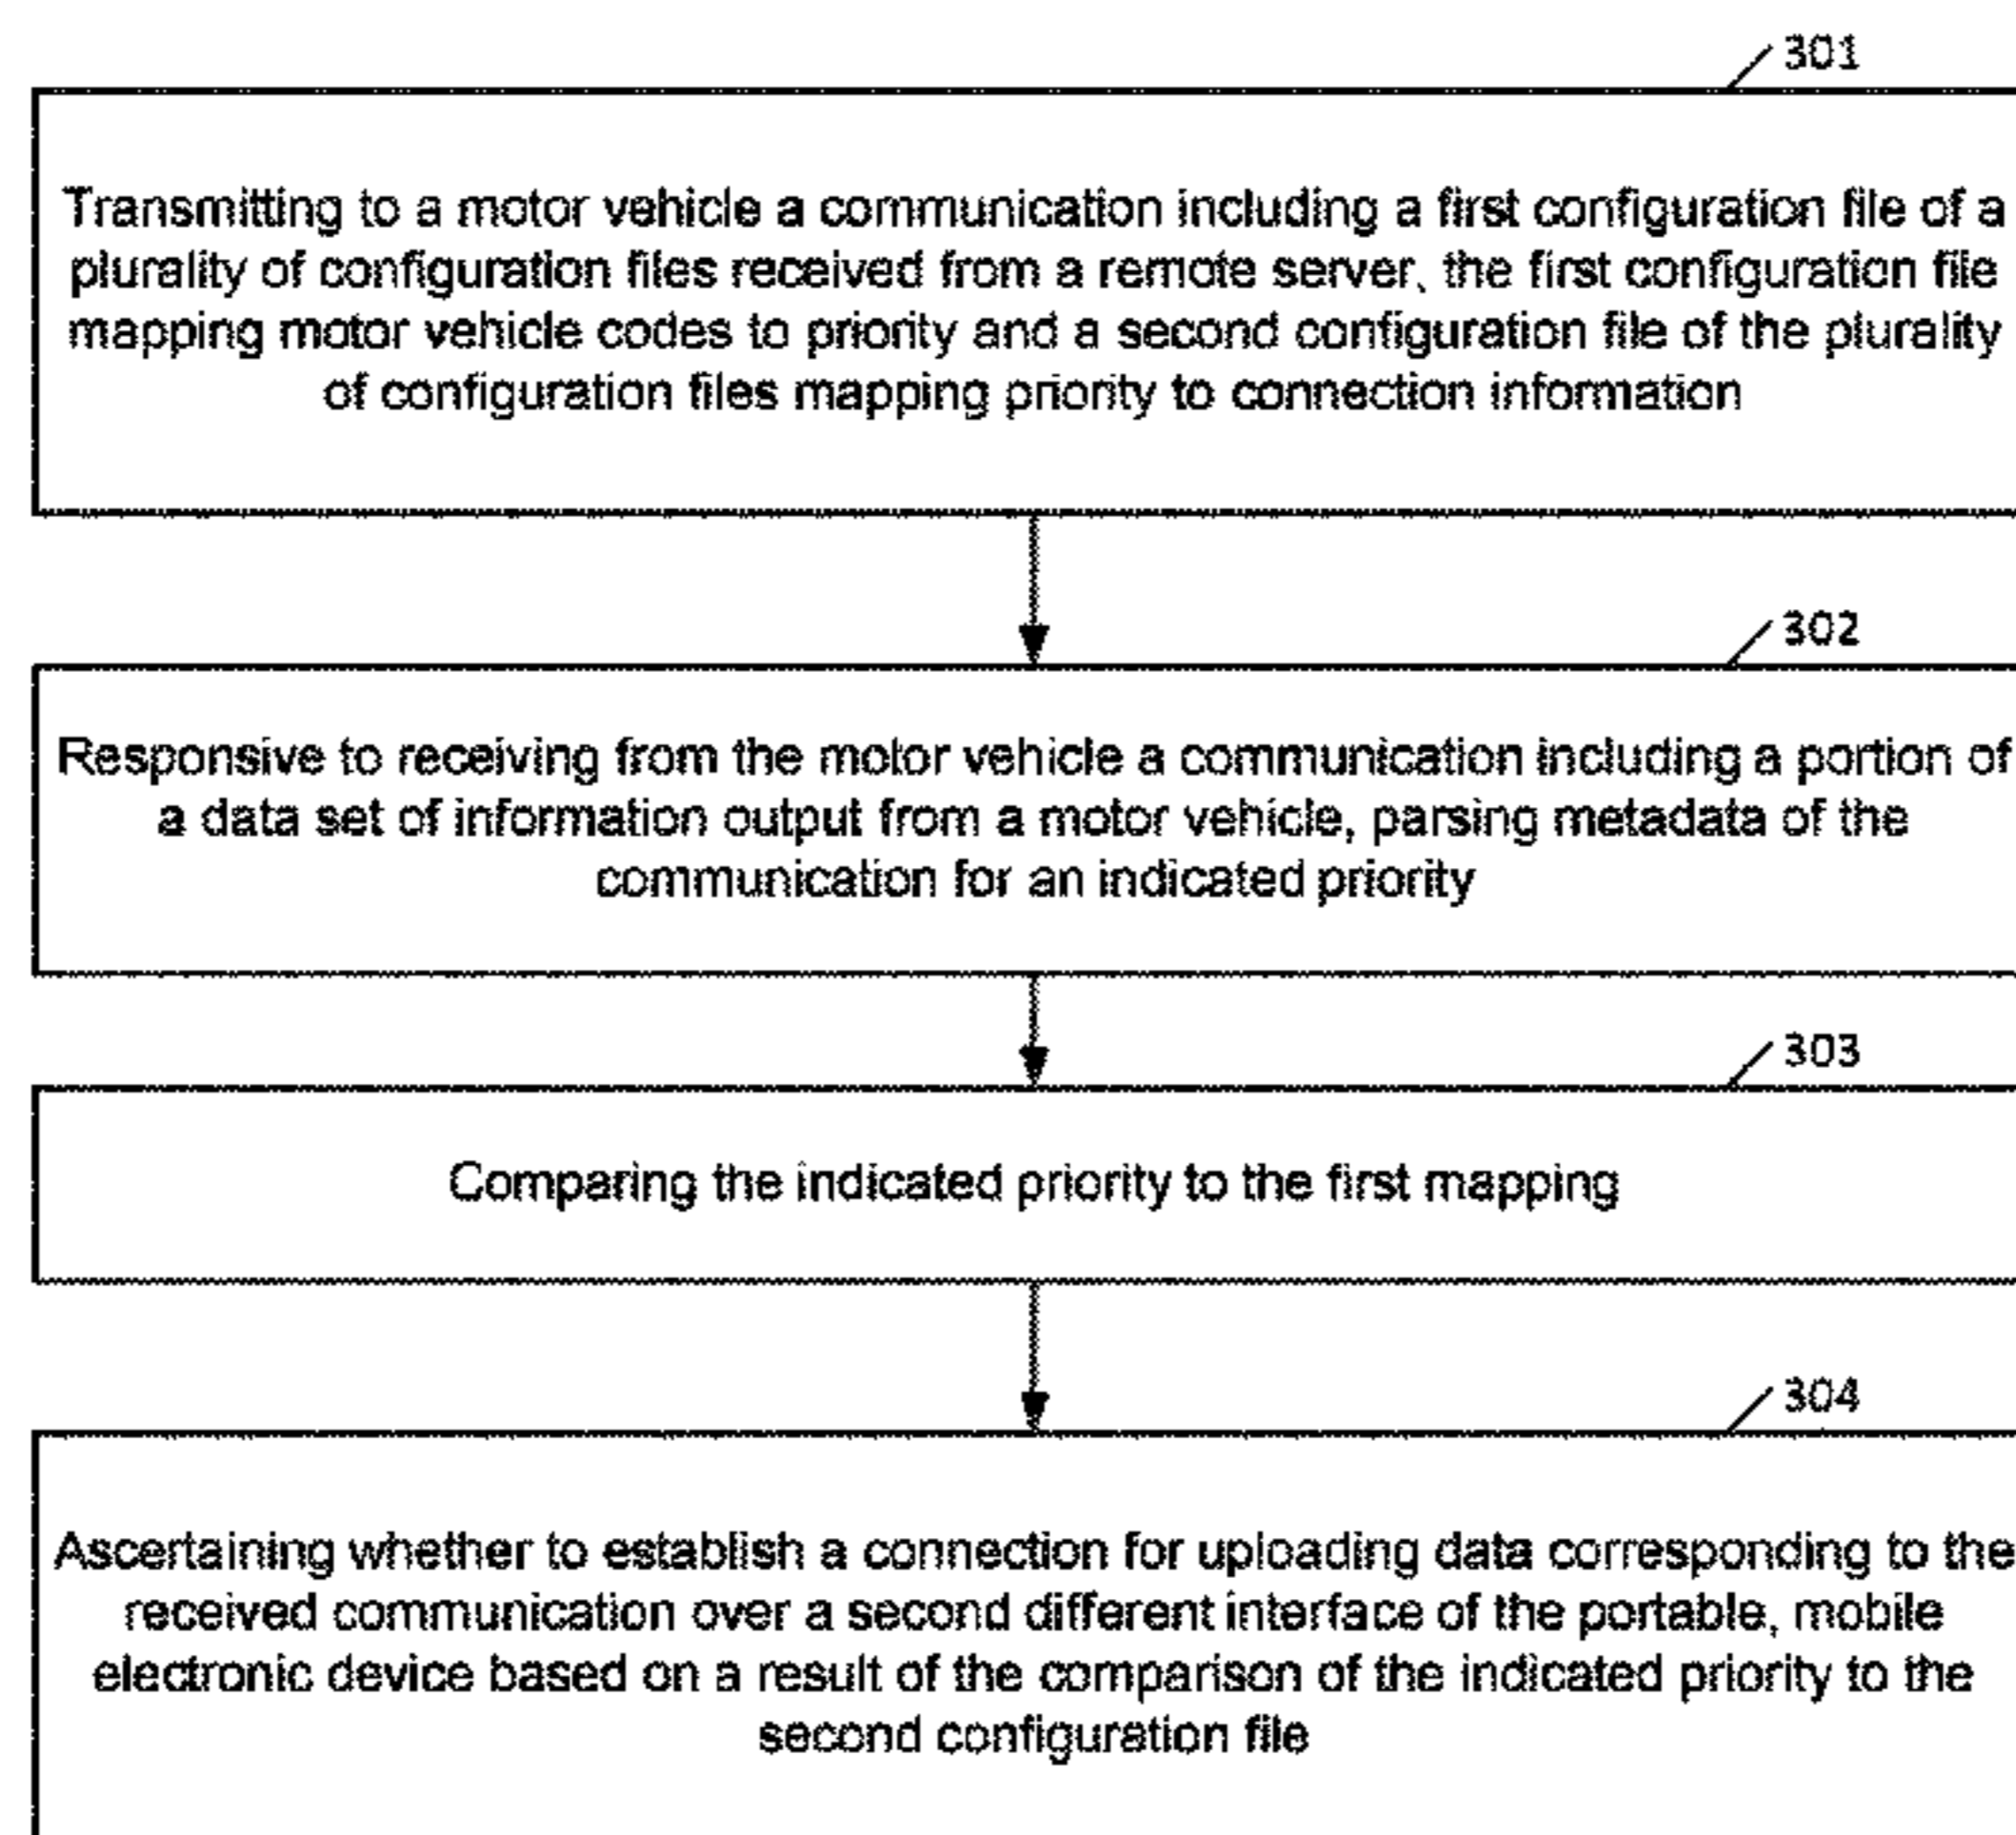 301
Transmitting to a motor vehicle a communication including a first configuration file of a
plurality of configuration files received from a remote server, the first configuration file
mapping motor vehicle codes to priority and a second configuration file of the plurality
of configuration files mapping priority to connection information
302
Responsive to receiving from the motor vehicle a communication including a portion of
a data set of information output from a motor vehicle, parsing metadata of the
communication for an indicated priority
303
Comparing the indicated priority to the first mapping
304
Ascertaining whether to establish a connection for uploading data corresponding to the
received communication over a second different interface of the portable, mobile
electronic device based on a result of the comparison of the indicated priority to the
second configuration file